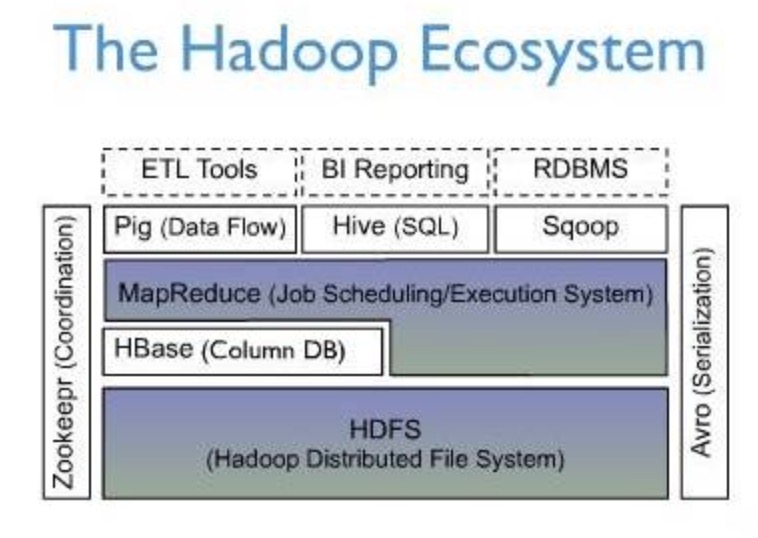 The Hadoop Ecosystem
ETL Tools
BI Reporting
RDBMS
Pig (Data Flow)
Hive (SQL)
Sqoop
Zookeepr (Coordination)
MapReduce (Job Scheduling/Execution System)
HBase (Column DB)
HDFS
(Hadoop Distributed File System)
Avro (Serialization)